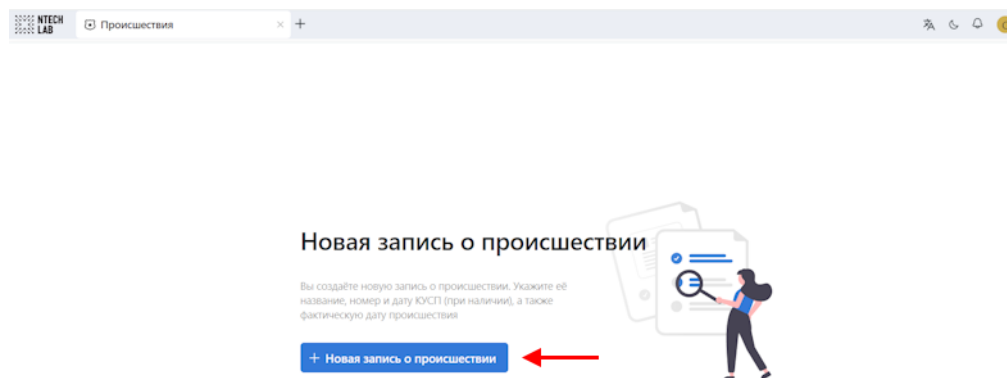 NTECH
LAB
Происшествия
Новая запись о происшествии
Вы создаёте новую запись о происшествии. Укажите её
название, номер и дату КУСП (при наличии), а также
фактическую дату происшествия
+ Новая запись о происшествии